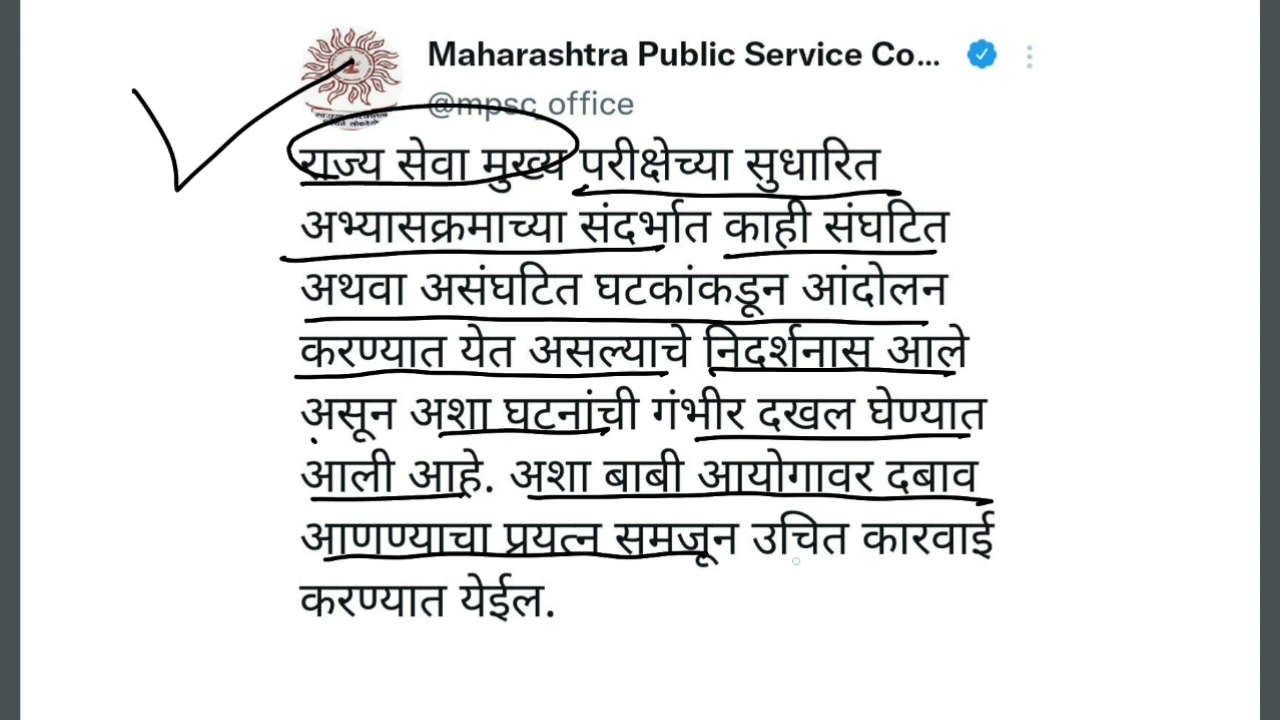 Maharashtra Public Service Co...
@mpsc_office
राज्य सेवा मुख्य परीक्षेच्या सुधारित
अभ्यासक्रमाच्या संदर्भात काही संघटित
अथवा असंघटित घटकांकडून आंदोलन
करण्यात येत असल्याचे निदर्शनास आले
असून अशा घटनांची गंभीर दखल घेण्यात
आली आहे. अशा बाबी आयोगावर दबाव
आणण्याचा प्रयत्न समजून उचित कारवाई
करण्यात येईल.